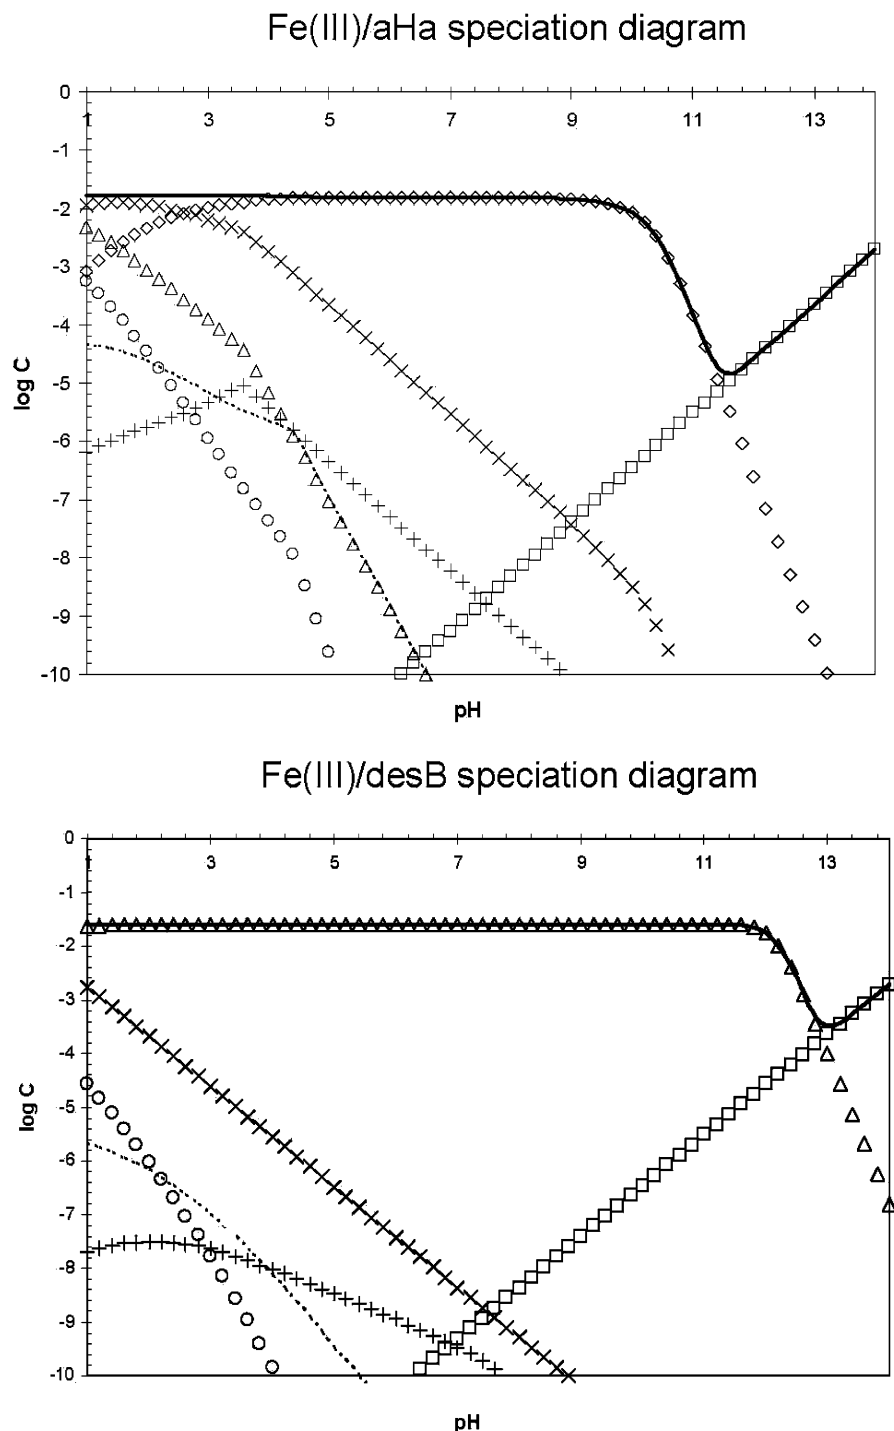 Fe(III)/aHa speciation diagram
0
1 3 5 7 9 11 13
-1
-2
-3
-4
log C
-5
-6
-7
-8
-9
-10
pH
Fe(III)/desB speciation diagram
0
1 3 5 7 9 11 13
-1
-2
-3
-4
log C
-5
-6
-7
-8
-9
-10
pH